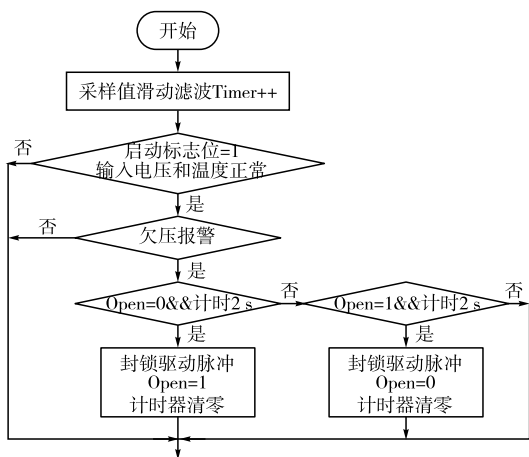 开始
采样值滑动滤波Timer++
启动标志位=1
输入电压和温度正常
否
是
欠压报警
否
是
Open=0&&计时2 s
否
Open=1&&计时2 s
否
是
是
封锁驱动脉冲
Open=1
计时器清零
封锁驱动脉冲
Open=0
计时器清零